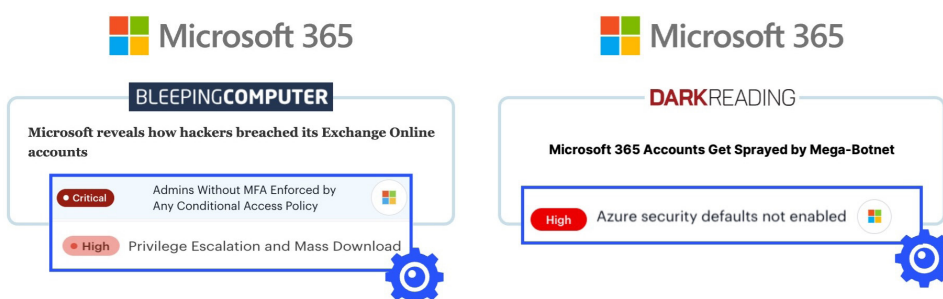 Microsoft 365
BLEEPINGCOMPUTER
Microsoft reveals how hackers breached its Exchange Online
accounts
Critical
Admins Without MFA Enforced by
Any Conditional Access Policy
High
Privilege Escalation and Mass Download
Microsoft 365
DARKREADING
Microsoft 365 Accounts Get Sprayed by Mega-Botnet
High
Azure security defaults not enabled